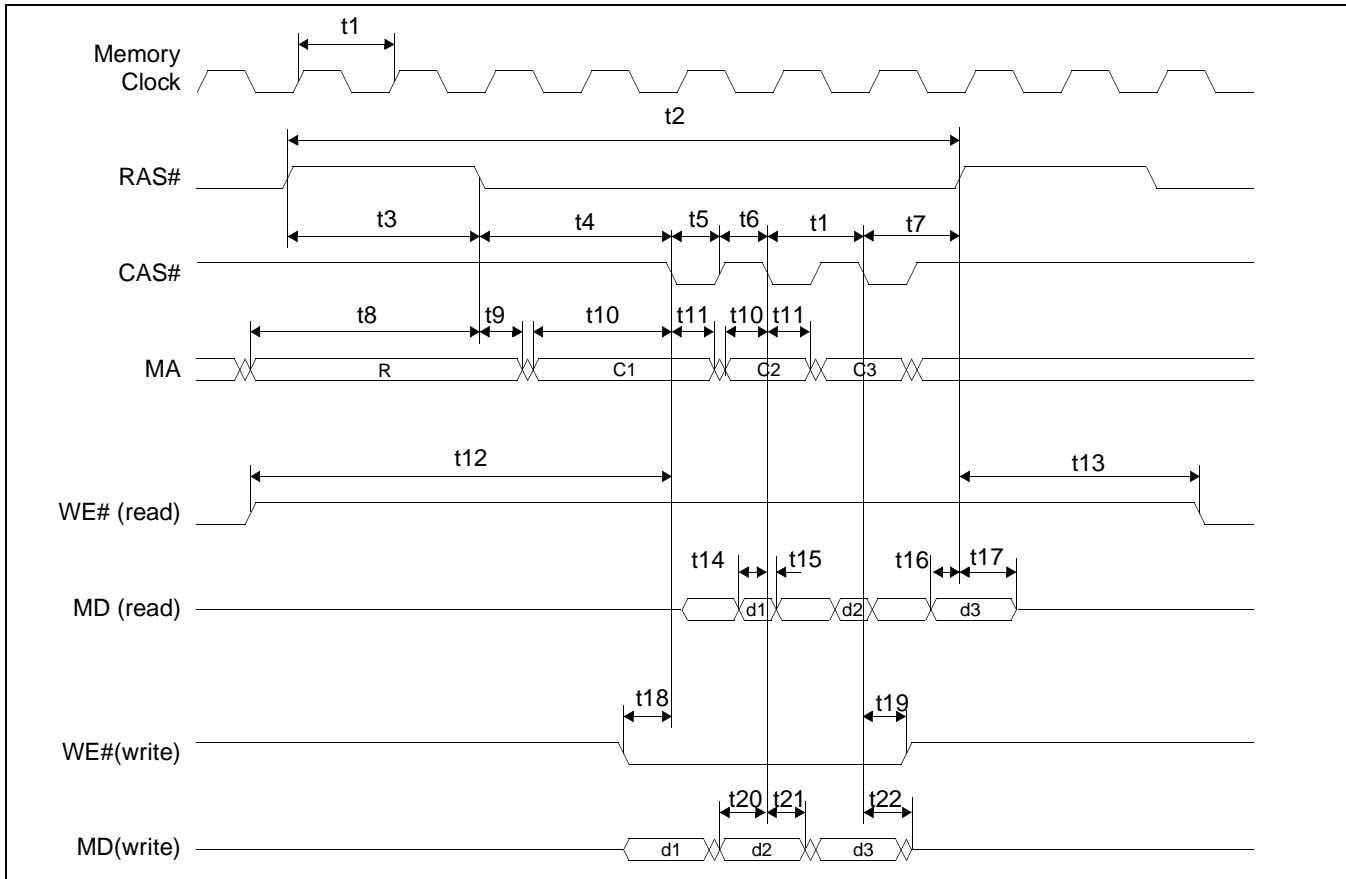 t1
Memory
Clock
t2
RAS#
t3 t4 t5 t6 t1 t7
CAS#
t8 t9 t10 t11 t10 t11
MA
R C1 C2 C3
t12 t13
WE# (read)
t14 t15 t16 t17
MD (read)
d1 d2 d3
t18 t19
WE#(write)
t20 t21 t22
MD(write)
d1 d2 d3